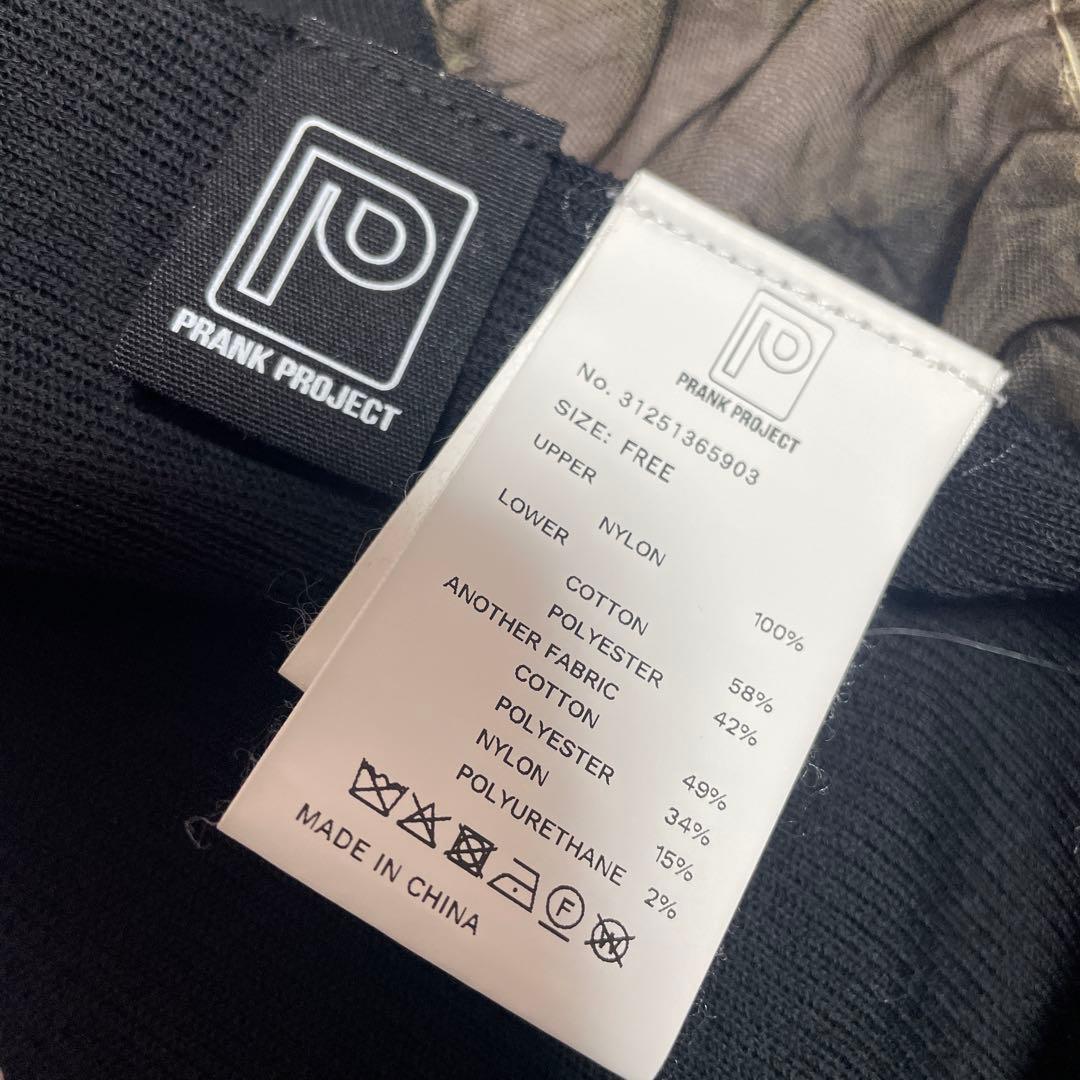 PRANK PROJECT
PRANK PROJECT
No. 31251365903
SIZE: FREE
UPPER
NYLON 100%
LOWER
COTTON 58%
POLYESTER 42%
ANOTHER FABRIC
COTTON 49%
POLYESTER 34%
NYLON 15%
POLYURETHANE 2%
F W
MADE IN CHINA